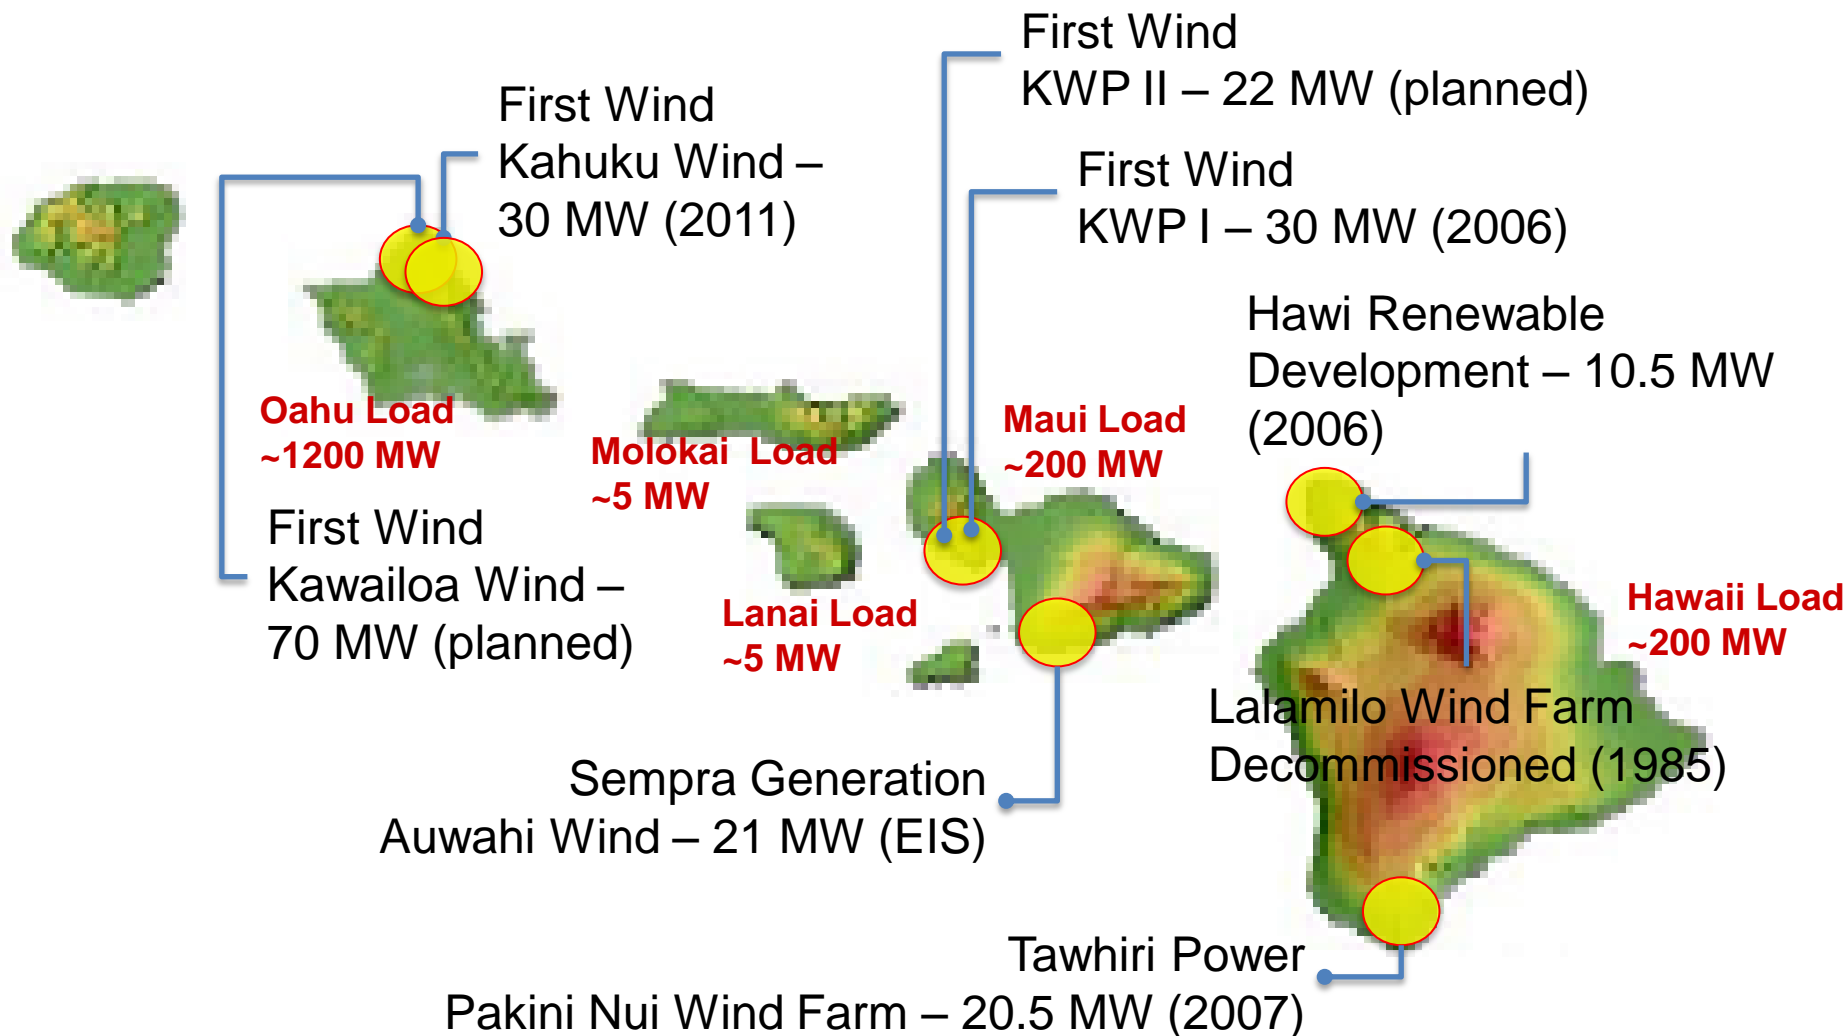 First Wind
KWP II – 22 MW (planned)
First Wind
Kahuku Wind –
30 MW (2011)
First Wind
KWP I – 30 MW (2006)
Hawi Renewable
Development – 10.5 MW
(2006)
Oahu Load
~1200 MW
Molokai Load
~5 MW
Maui Load
~200 MW
First Wind
Kawailoa Wind –
70 MW (planned)
Lanai Load
~5 MW
Hawaii Load
~200 MW
Lalamilo Wind Farm
Decommissioned (1985)
Sempra Generation
Auwahi Wind – 21 MW (EIS)
Tawhiri Power
Pakini Nui Wind Farm – 20.5 MW (2007)